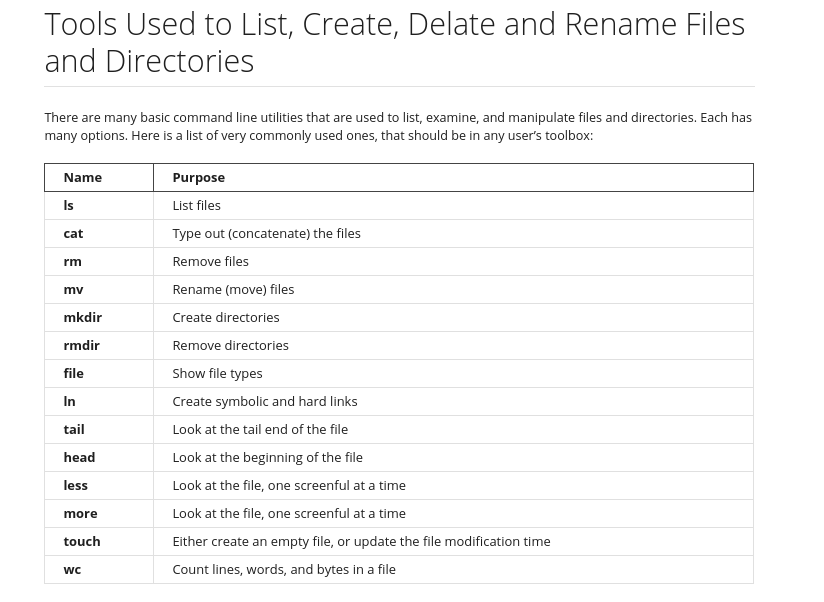 Tools Used to List, Create, Delate and Rename Files
and Directories
There are many basic command line utilities that are used to list, examine, and manipulate files and directories. Each has
many options. Here is a list of very commonly used ones, that should be in any user’s toolbox:
Name Purpose
ls List files
cat Type out (concatenate) the files
rm Remove files
mv Rename (move) files
mkdir Create directories
rmdir Remove directories
file Show file types
ln Create symbolic and hard links
tail Look at the tail end of the file
head Look at the beginning of the file
less Look at the file, one screenful at a time
more Look at the file, one screenful at a time
touch Either create an empty file, or update the file modification time
wc Count lines, words, and bytes in a file